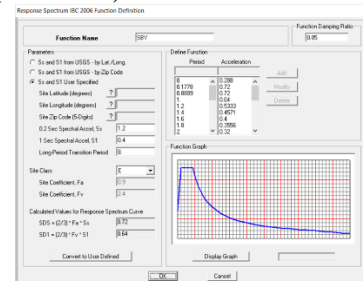 Response Spectrum IBC 2006 Function Definition
Function Damping Ratio
Function Name
SBY
0.05
Parameters
Ss and S1 from USGS - by Lat./Long.
Ss and S1 from USGS - by Zip Code
Ss and S1 User Specified
Site Latitude (degrees) ?
Site Longitude (degrees) ?
Site Zip Code (5-Digits) ?
0.2 Sec Spectral Accel, Ss 1.2
1 Sec Spectral Accel, S1 0.4
Long-Period Transition Period 8.
Site Class E
Site Coefficient, Fa 0.9
Site Coefficient, Fv 2.4
Calculated Values for Response Spectrum Curve
SDS = (2/3) * Fa * Ss 0.72
SD1 = (2/3) * Fv * S1 0.64
Convert to User Defined
Define Function
Period Acceleration
0 0.288
0.1778 0.72
0.8889 0.72
1 0.64
1.2 0.5333
1.4 0.4571
1.6 0.4
1.8 0.3556
2 0.32
Add
Modify
Delete
Function Graph
Display Graph
OK
Cancel